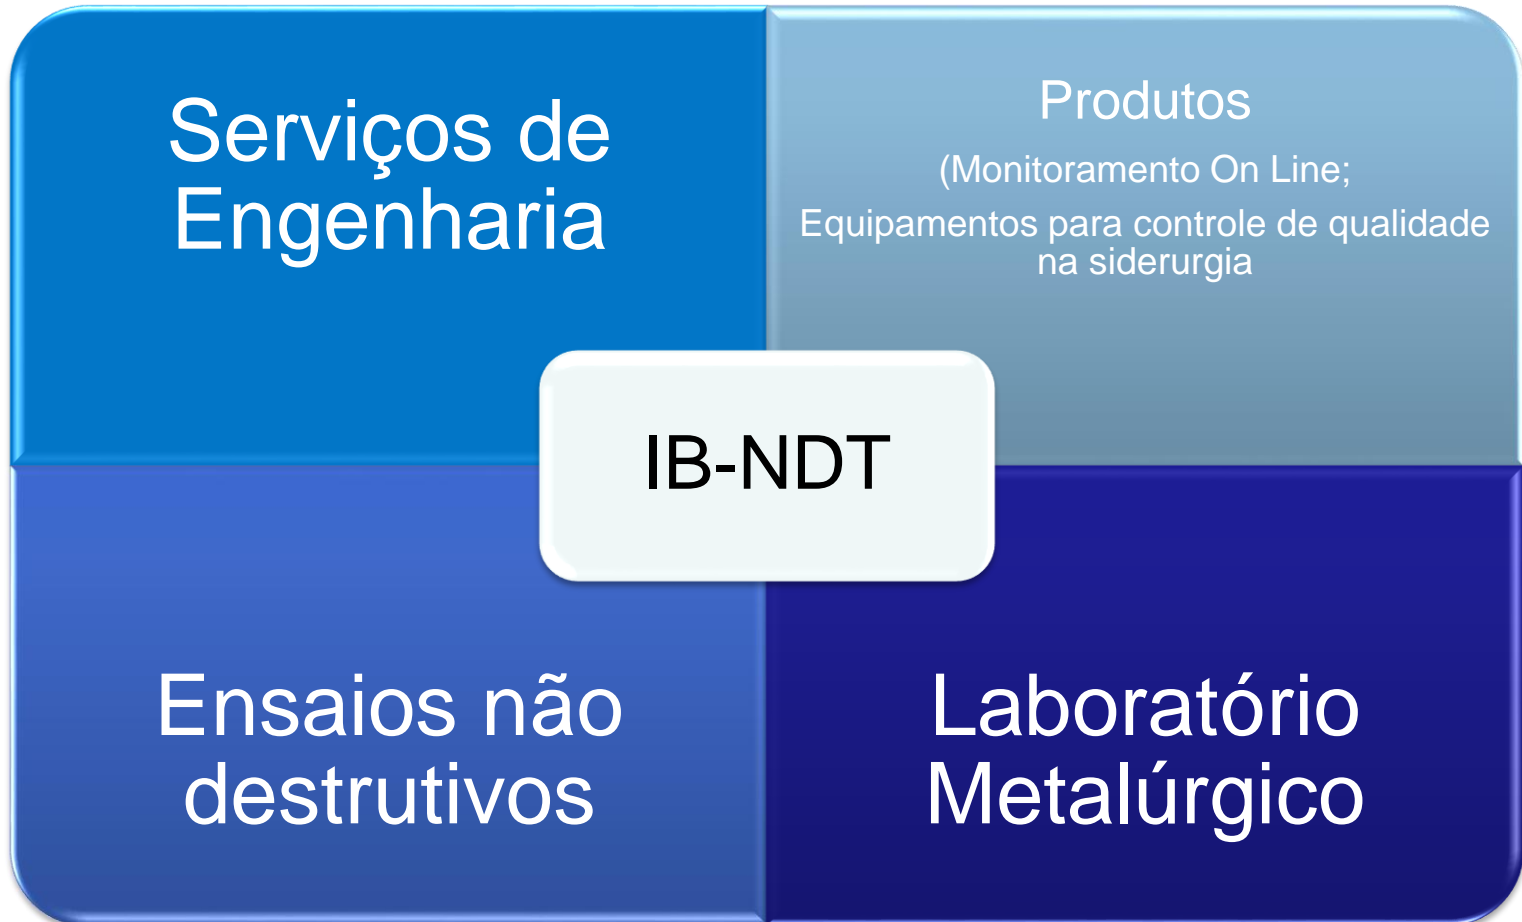 Serviços de
Engenharia
Produtos
(Monitoramento On Line;
Equipamentos para controle de qualidade
na siderurgia
IB-NDT
Ensaios não
destrutivos
Laboratório
Metalúrgico